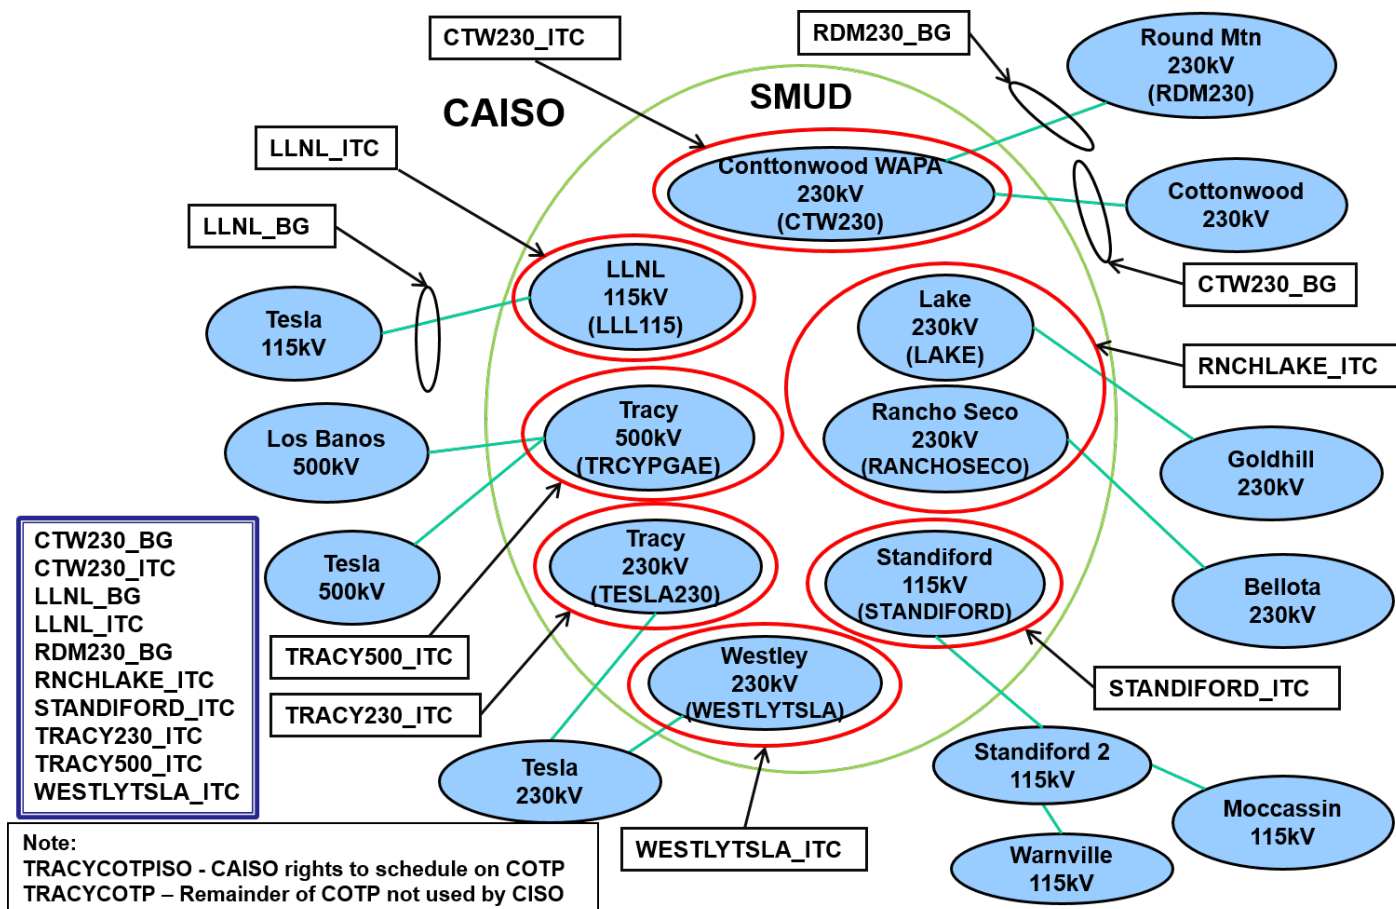 CTW230_ITC
RDM230_BG
Round Mtn
230kV
(RDM230)
CAISO
SMUD
LLNL_ITC
Conttonwood WAPA
230kV
(CTW230)
Cottonwood
230kV
LLNL_BG
CTW230_BG
LLNL
115kV
(LLL115)
Tesla
115kV
Lake
230kV
(LAKE)
RNCHLAKE_ITC
Tracy
500kV
(TRCYPGAE)
Rancho Seco
230kV
(RANCHOSECO)
Los Banos
500kV
Goldhill
230kV
Tracy
230kV
(TESLA230)
Standiford
115kV
(STANDIFORD)
Tesla
500kV
Bellota
230kV
CTW230_BG
CTW230_ITC
LLNL_BG
LLNL_ITC
RDM230_BG
RNCHLAKE_ITC
STANDIFORD_ITC
TRACY230_ITC
TRACY500_ITC
WESTLYTSLA_ITC
TRACY500_ITC
TRACY230_ITC
Westley
230kV
(WESTLYTSLA)
STANDIFORD_ITC
Tesla
230kV
Standiford 2
115kV
Moccassin
115kV
WESTLYTSLA_ITC
Warnville
115kV
Note:
TRACYCOTPISO - CAISO rights to schedule on COTP
TRACYCOTP – Remainder of COTP not used by CISO